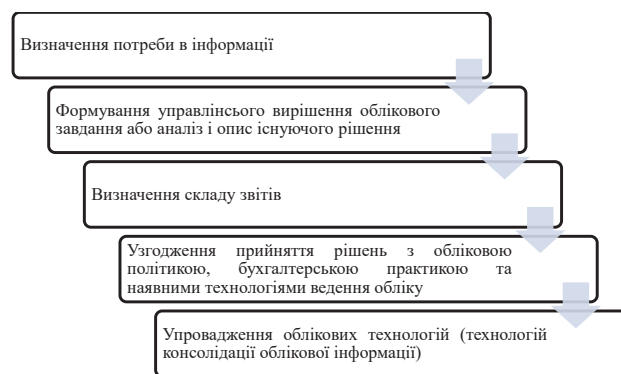 Визначення потреби в інформації
Формування управлінсього вирішення облікового
завдання або аналіз і опис існуючого рішення
Визначення складу звітів
Узгодження прийняття рішень з обліковою
політикою, бухгалтерською практикою та
наявними технологіями ведення обліку
Упровадження облікових технологій (технологій
консолідації облікової інформації)